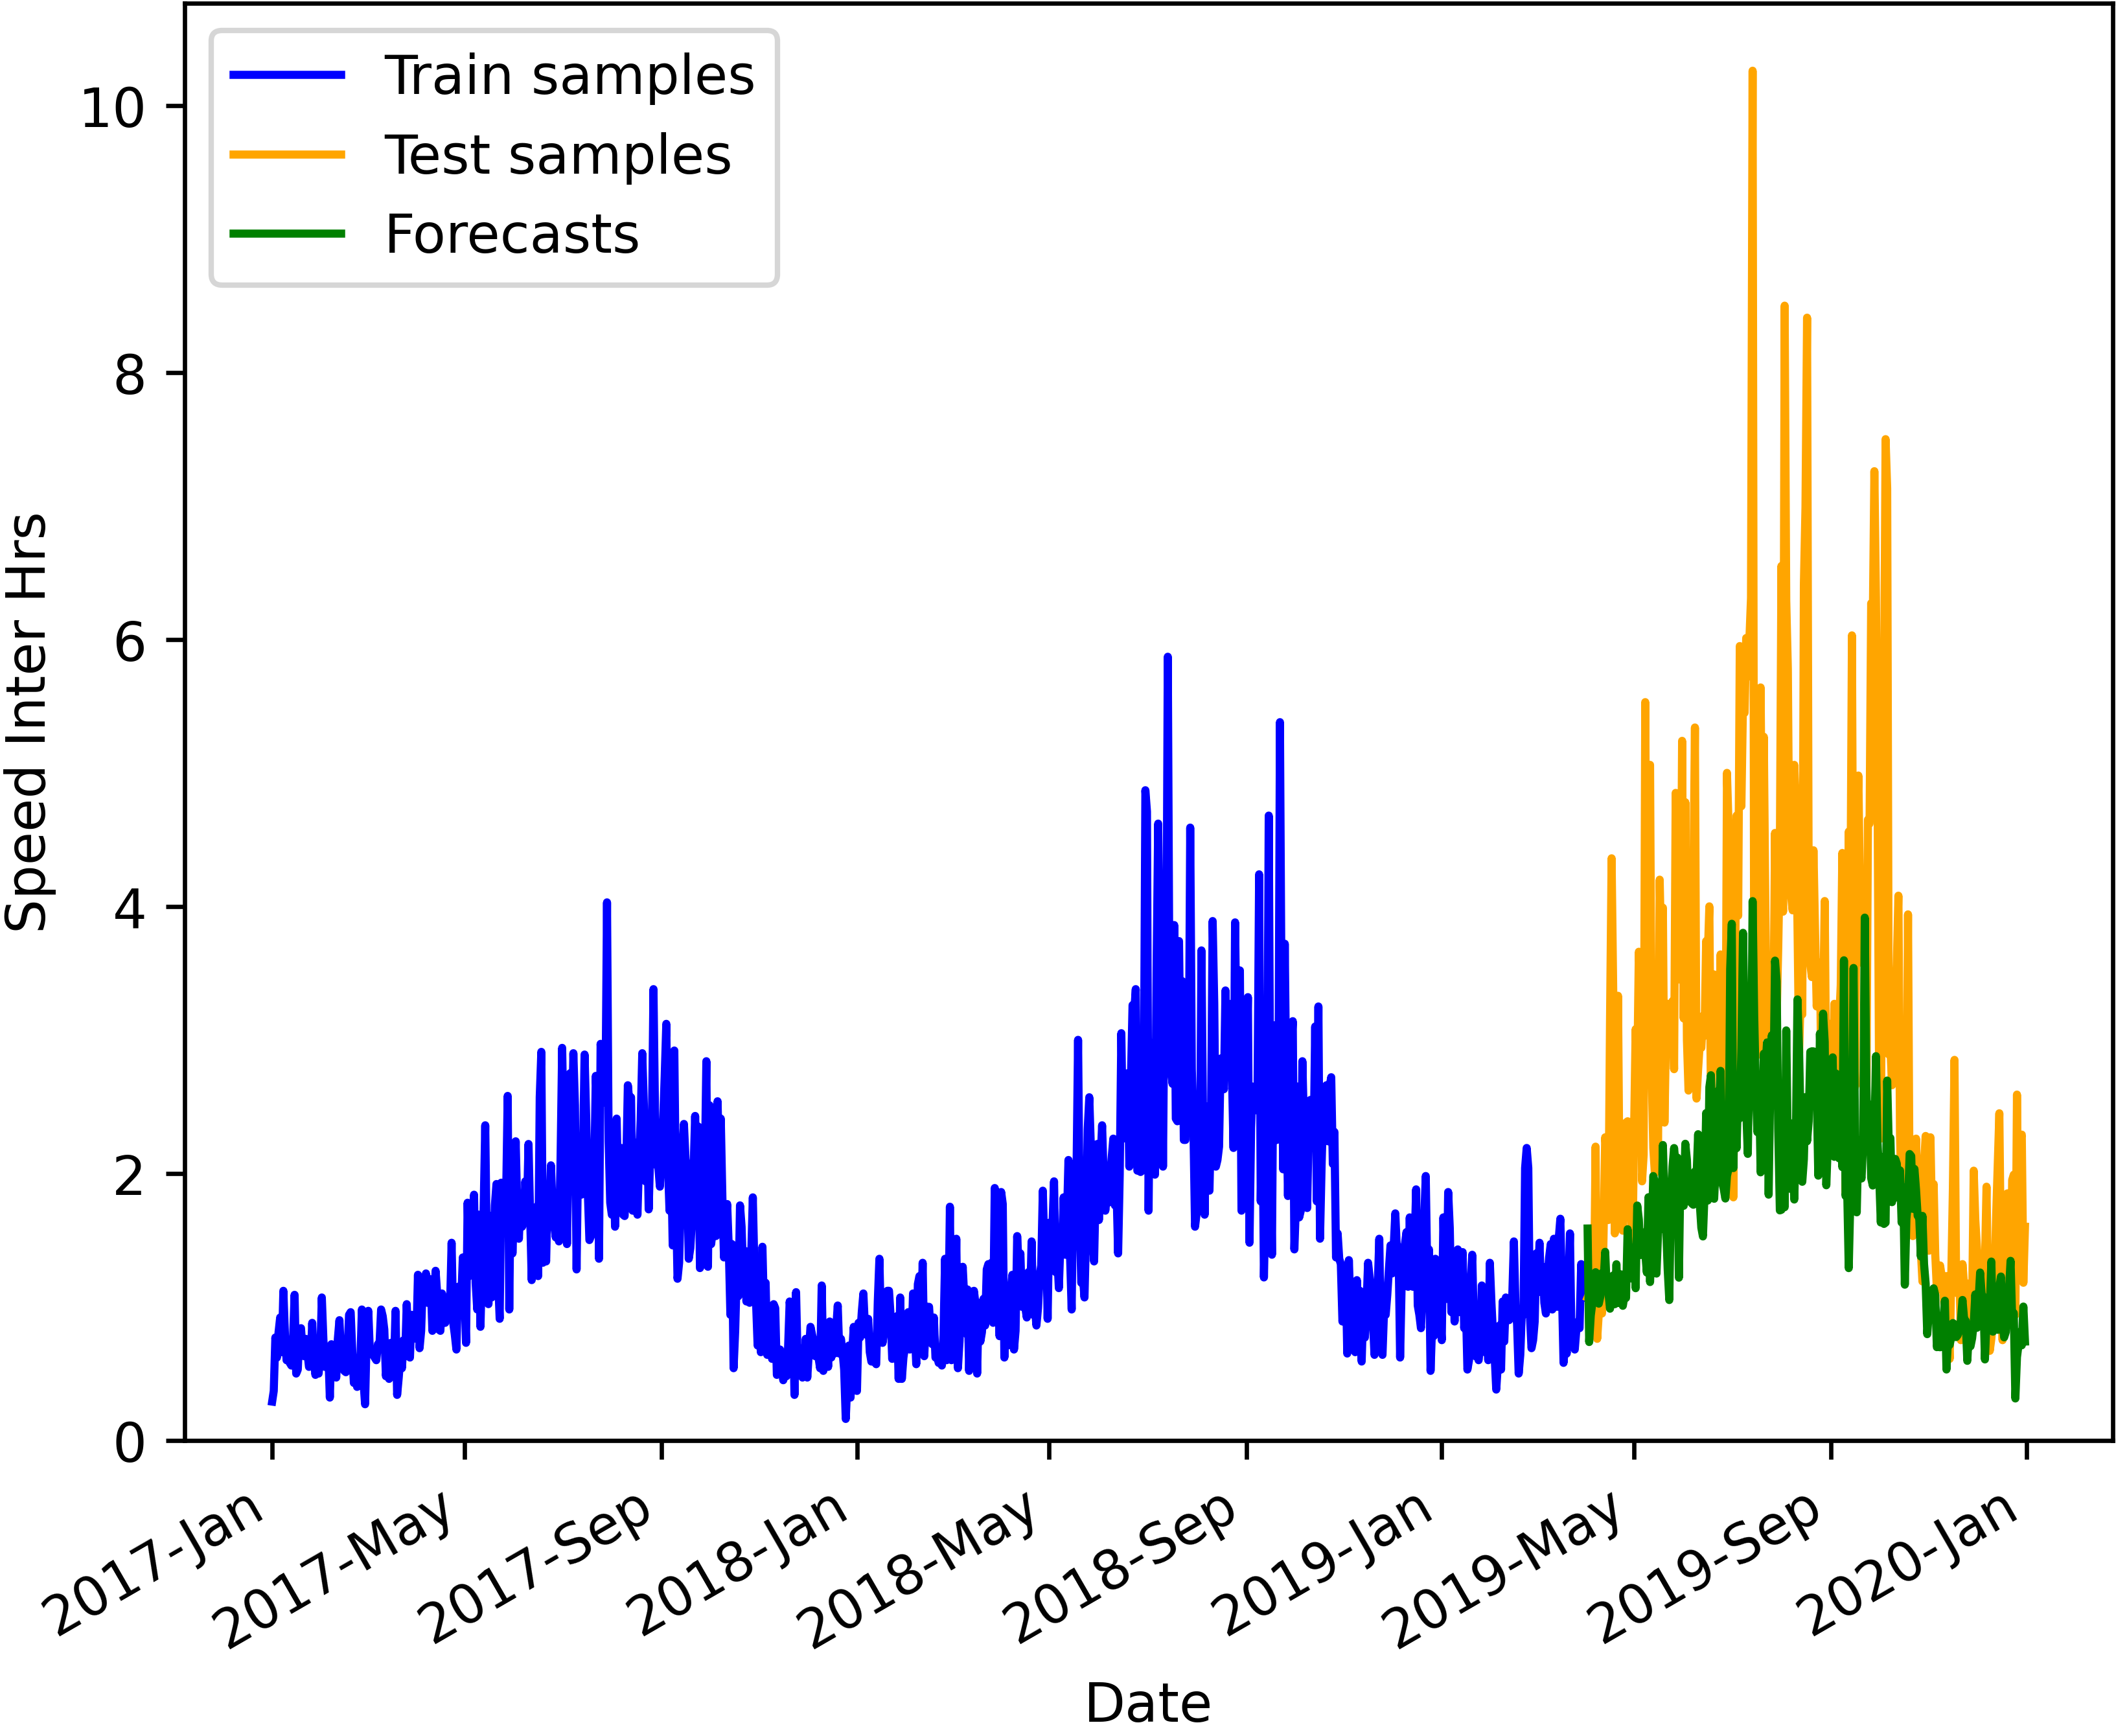 Train samples
Test samples
Forecasts
10
8
6
4
2
0
Speed Inter Hrs
2017-Jan
2017-May
2017-Sep
2018-Jan
2018-May
2018-Sep
2019-Jan
2019-May
2019-Sep
2020-Jan
Date